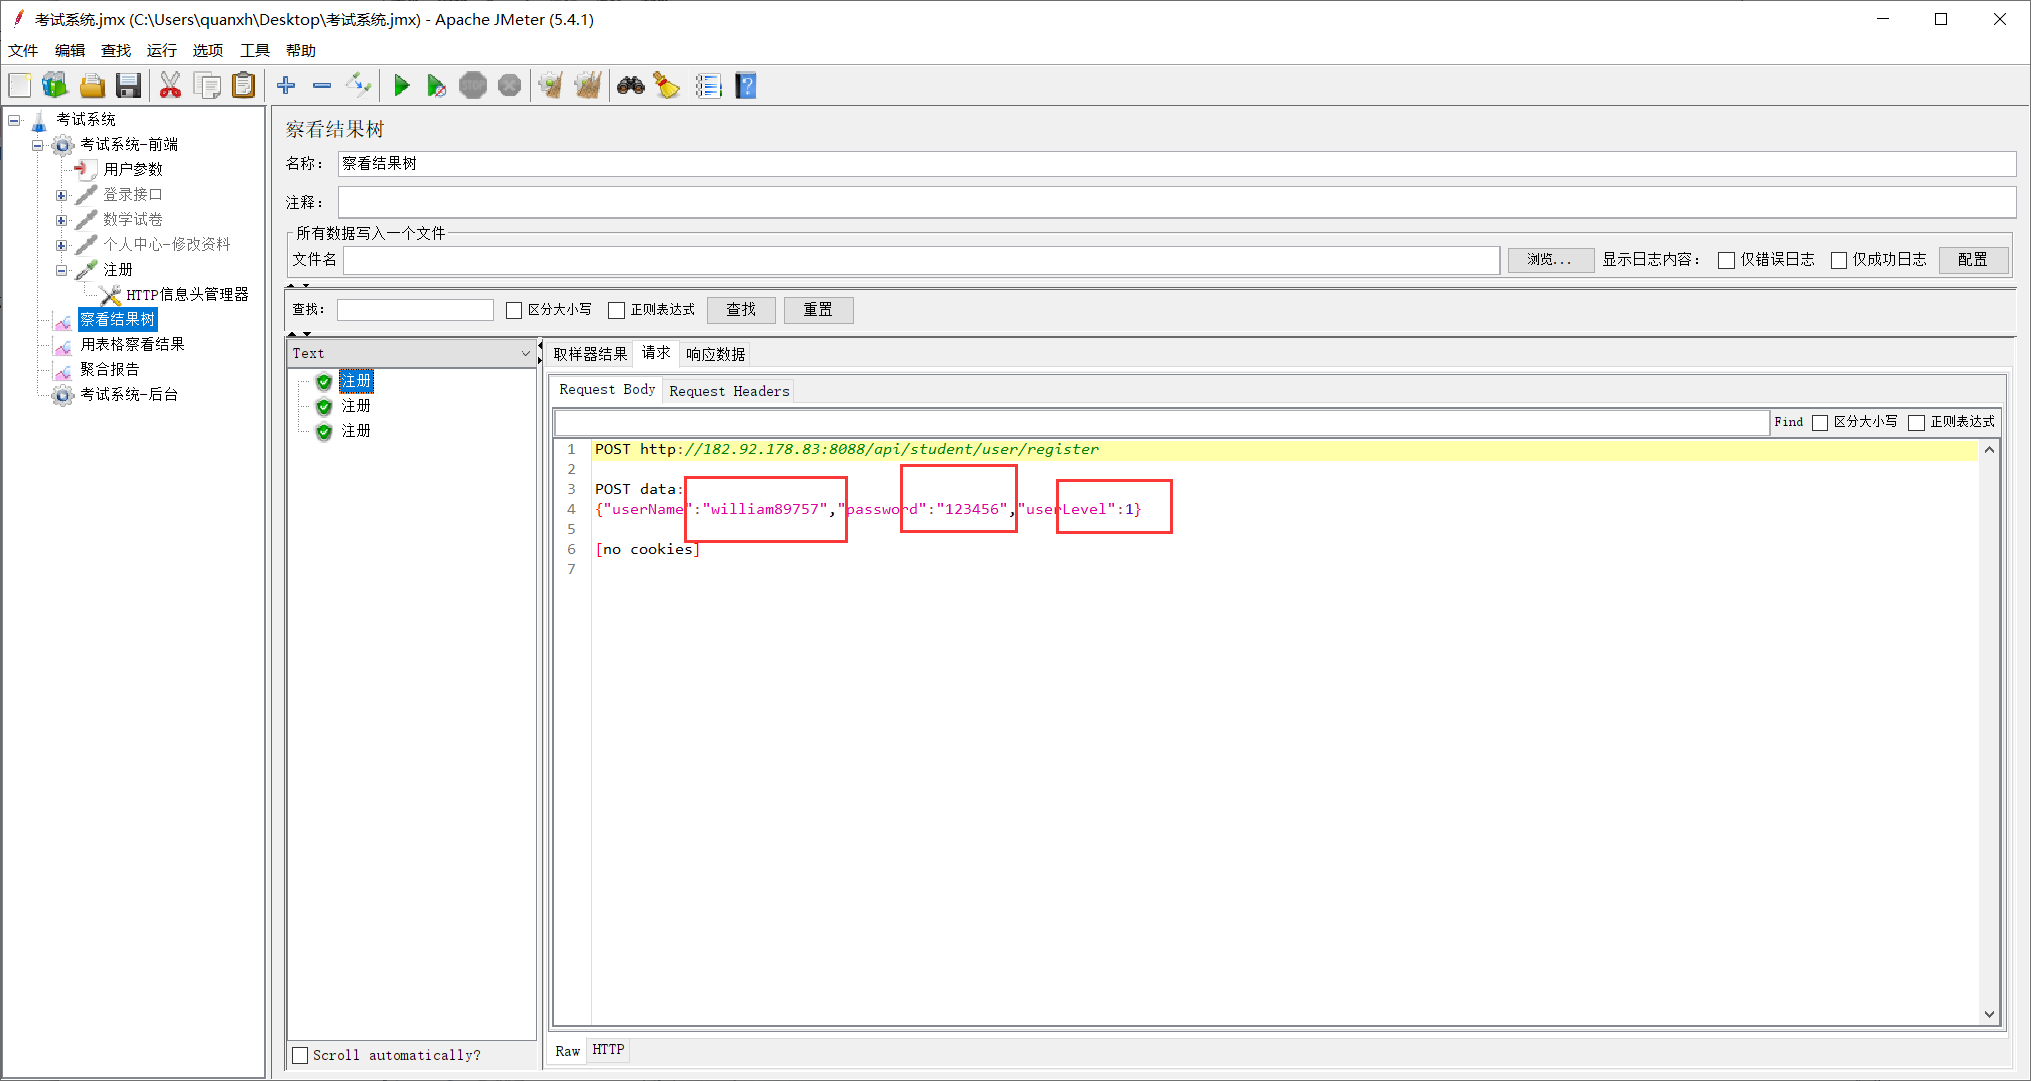 考试系统.jmx (C:\Users\quanxh\Desktop\考试系统.jmx) - Apache JMeter (5.4.1)
文件 编辑 查找 运行 选项 工具 帮助
考试系统
考试系统-前端
用户参数
登录接口
数学试卷
个人中心-修改资料
注册
HTTP信息头管理器
察看结果树
用表格察看结果
聚合报告
考试系统-后台
察看结果树
名称： 察看结果树
注释：
所有数据写入一个文件
文件名 浏览... 显示日志内容： 仅错误日志 仅成功日志 配置
查找： 区分大小写 正则表达式 查找 重置
Text
注册
注册
注册
Scroll automatically?
取样器结果 请求 响应数据
Request Body Request Headers
Find 区分大小写 正则表达式
1 POST http://182.92.178.83:8088/api/student/user/register
2
3 POST data:
4 {"userName":"william89757","password":"123456","userLevel":1}
5
6 [no cookies]
7
Raw HTTP